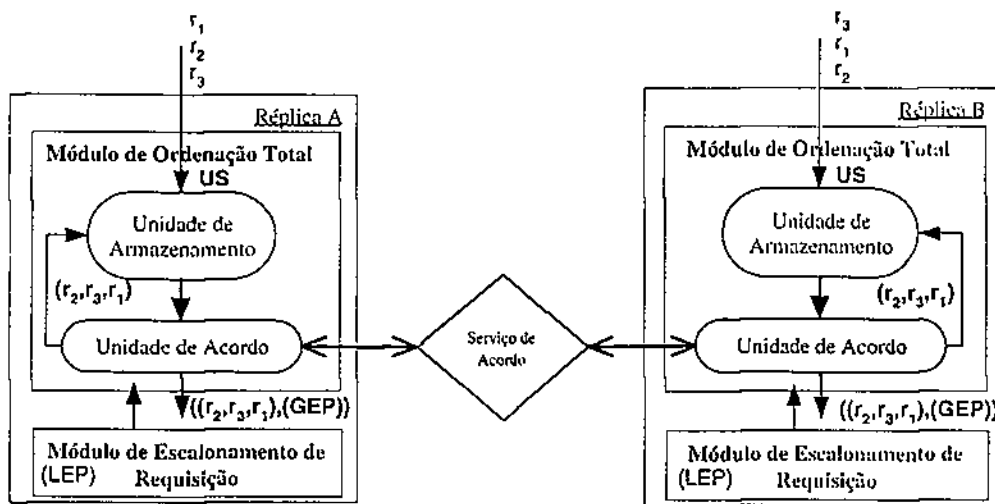 r1
r2
r3
Réplica A
Módulo de Ordenação Total
US
Unidade de
Armazenamento
(r2,r3,r1)
Unidade de Acordo
((r2,r3,r1),(GEP))
Módulo de Escalonamento de
(LEP) Requisição
Serviço de
Acordo
r3
r1
r2
Réplica B
Módulo de Ordenação Total
US
Unidade de
Armazenamento
(r2,r3,r1)
Unidade de Acordo
((r2,r3,r1),(GEP))
Módulo de Escalonamento de
(LEP) Requisição